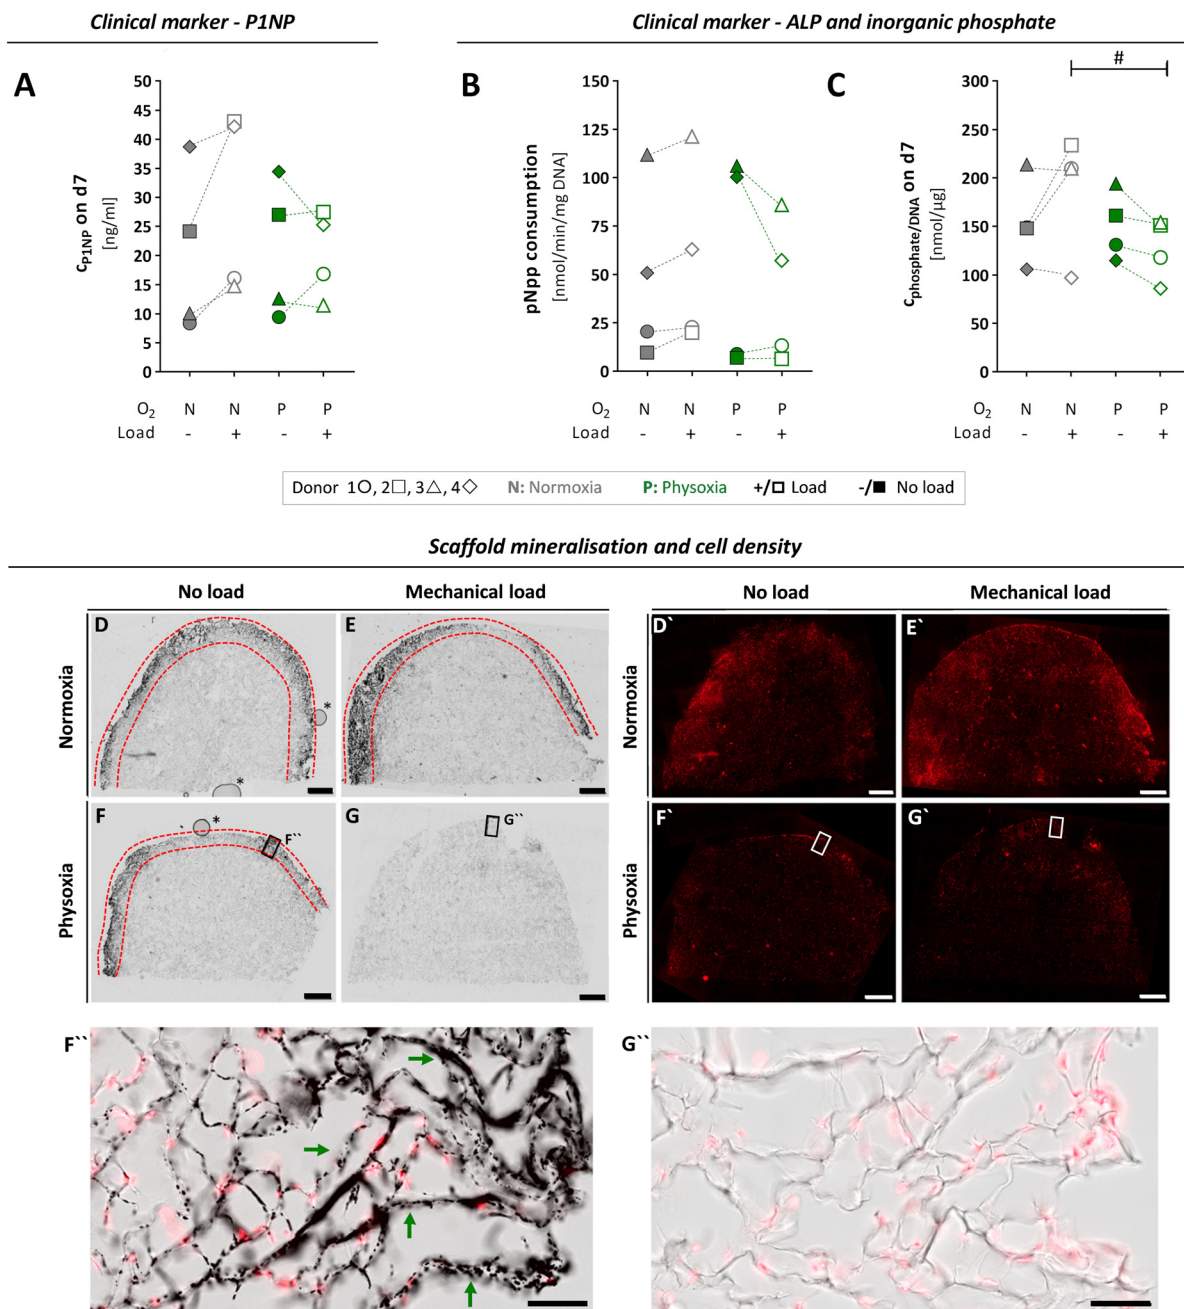 Clinical marker - P1NP
Clinical marker - ALP and inorganic phosphate
A
cP1NP on d7
[ng/ml]
50
45
40
35
30
25
20
15
10
5
0
O2 N N P P
Load - + - +
B
pNpp consumption
[nmol/min/mg DNA]
150
125
100
75
50
25
0
N N P P
- + - +
C
#
cphosphate/DNA on d7
[nmol/µg]
300
250
200
150
100
50
0
O2 N N P P
Load - + - +
Donor 1○, 2□, 3△, 4◇ N: Normoxia P: Physoxia +/□ Load -/■ No load
Scaffold mineralisation and cell density
No load Mechanical load No load Mechanical load
Normoxia
D * *
E
Normoxia
D`
E`
Physoxia
F * F``
G G``
Physoxia
F`
G`
F``
G``